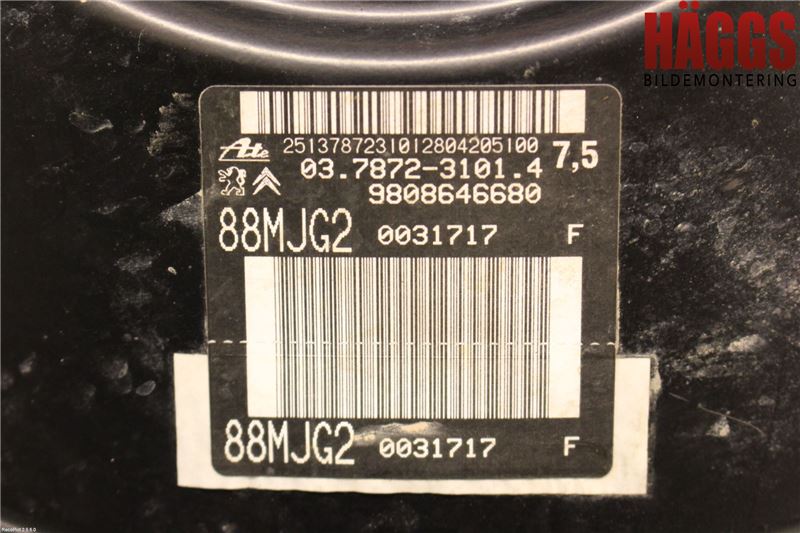 HÄGGS
BILDEMONTERING
Ate 2513787231012804205100 7,5
03.7872-3101.4
9808646680
88MJG2 0031717 F
88MJG2 0031717 F